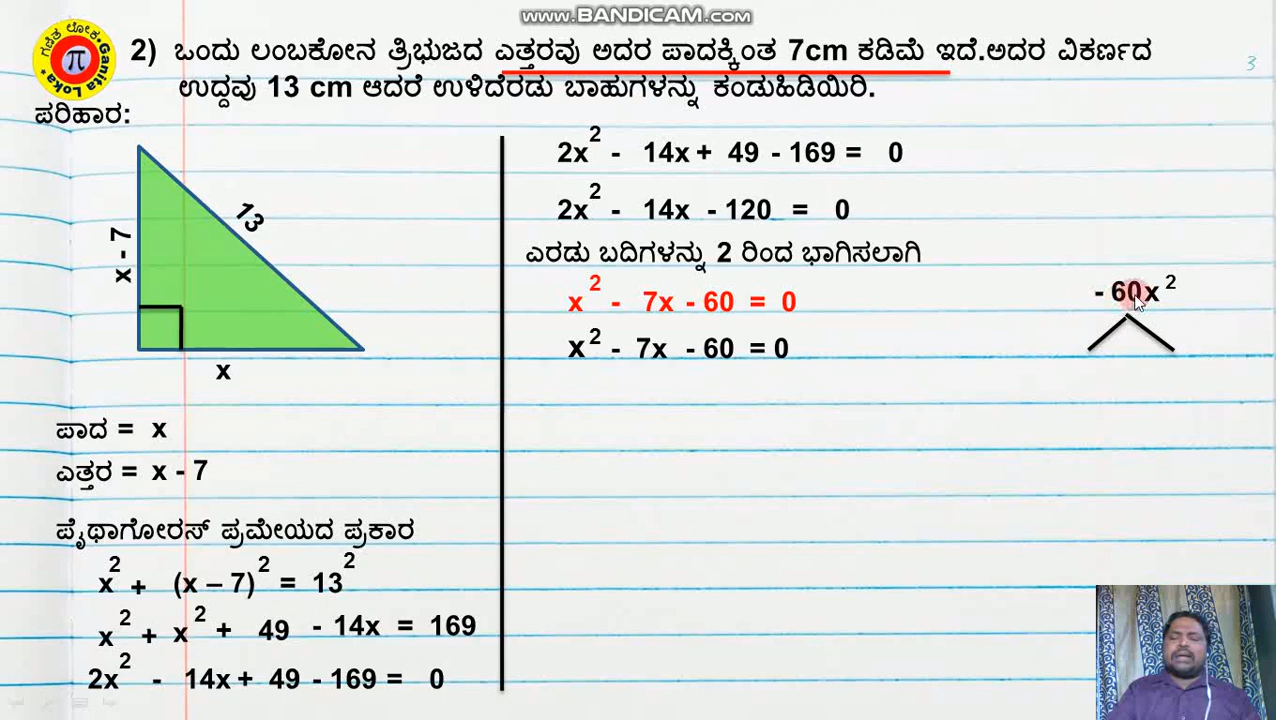 www.BANDICAM.com
ಗಣಿತ ಲೋಕ Ganita Loka π
2) ಒಂದು ಲಂಬಕೋನ ತ್ರಿಭುಜದ ಎತ್ತರವು ಅದರ ಪಾದಕ್ಕಿಂತ 7cm ಕಡಿಮೆ ಇದೆ.ಅದರ ವಿಕರ್ಣದ
3
ಉದ್ದವು 13 cm ಆದರೆ ಉಳಿದೆರಡು ಬಾಹುಗಳನ್ನು ಕಂಡುಹಿಡಿಯಿರಿ.
ಪರಿಹಾರ:
x - 7
13
x
ಪಾದ = x
ಎತ್ತರ = x - 7
ಪೈಥಾಗೋರಸ್ ಪ್ರಮೇಯದ ಪ್ರಕಾರ
x² + (x – 7)² = 13²
x² + x² + 49 - 14x = 169
2x² - 14x + 49 - 169 = 0
2x² - 14x + 49 - 169 = 0
2x² - 14x - 120 = 0
ಎರಡು ಬದಿಗಳನ್ನು 2 ರಿಂದ ಭಾಗಿಸಲಾಗಿ
x² - 7x - 60 = 0
x² - 7x - 60 = 0
- 60x²